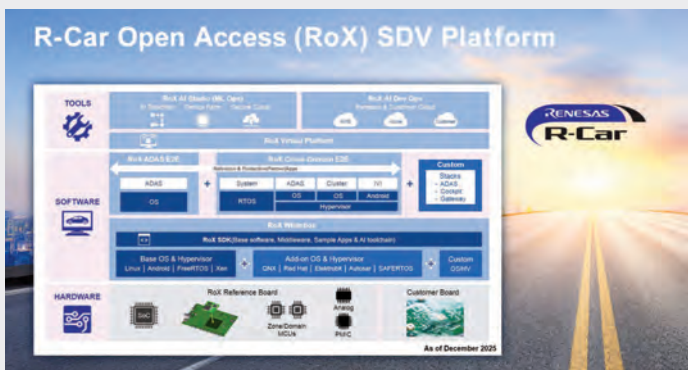 R-Car Open Access (RoX) SDV Platform
RENESAS
R-Car
TOOLS
RoX AI Studio (ML Ops)
RoX AI Dev Ops
RoX Virtual Platform
SOFTWARE
RoX ADAS E2E
RoX Cross-Domain E2E
Custom
ADAS
OS
+
System
ADAS
Cluster
IVI
RTOS
OS
OS
Android
Hypervisor
+
Stacks
- ADAS
- Cockpit
- Gateway
RoX Whitebox
RoX SDK(Base software, Middleware, Sample Apps & AI toolchain)
Base OS & Hypervisor
Linux | Android | FreeRTOS | Xen
Add-on OS & Hypervisor
QNX | Red Hat | Elektrobit | Autosar | SAFERTOS
Custom
OS/HV
HARDWARE
RoX Reference Board
SoC
Zone/Domain
MCUs
Analog
PMIC
Customer Board
As of December 2025